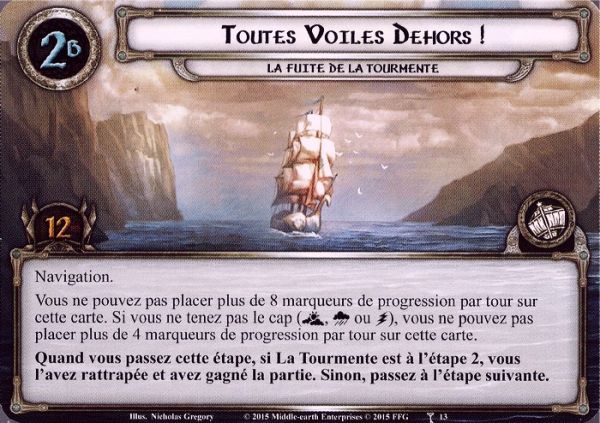 2B
TOUTES VOILES DEHORS !
LA FUITE DE LA TOURMENTE
12
Navigation.
Vous ne pouvez pas placer plus de 8 marqueurs de progression par tour sur
cette carte. Si vous ne tenez pas le cap ( , ou ), vous ne pouvez pas
placer plus de 4 marqueurs de progression par tour sur cette carte.
Quand vous passez cette étape, si La Tourmente est à l'étape 2, vous
l'avez rattrapée et avez gagné la partie. Sinon, passez à l'étape suivante.
Illus. Nicholas Gregory © 2015 Middle-earth Enterprises © 2015 FFG 13